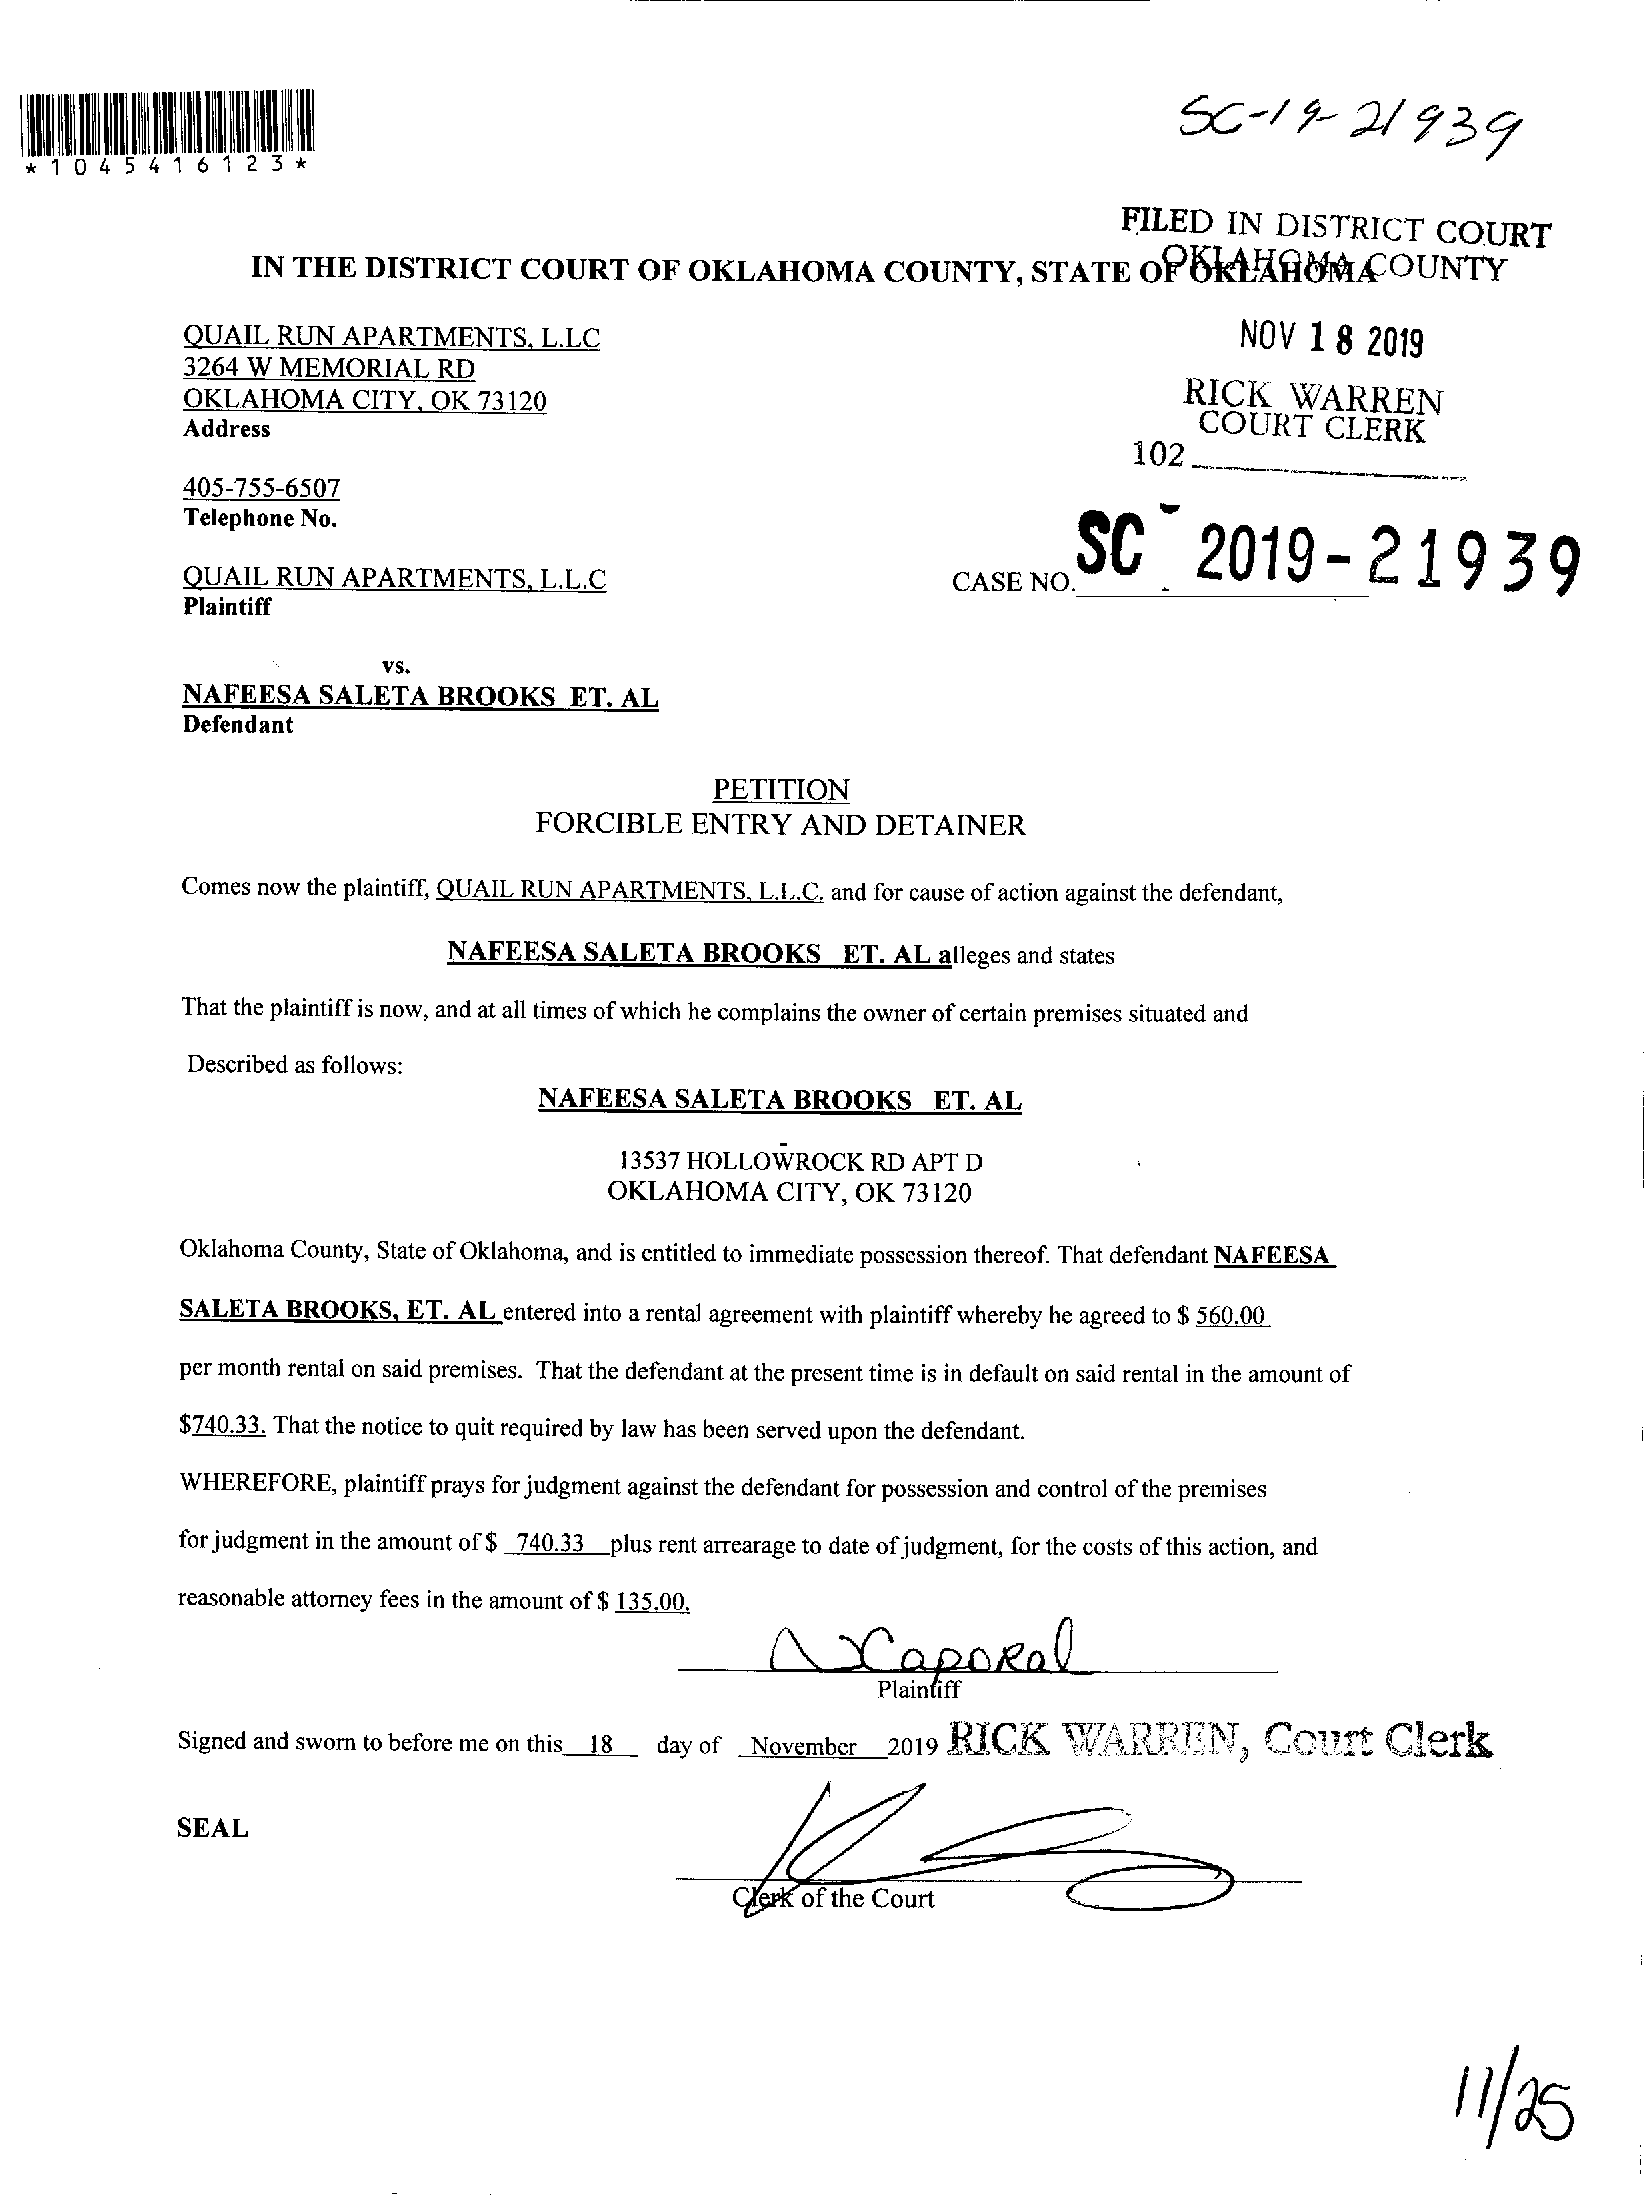 SC-19-21939
*1045416123*
FILED IN DISTRICT COURT
OKLAHOMA COUNTY
IN THE DISTRICT COURT OF OKLAHOMA COUNTY, STATE OF OKLAHOMA
QUAIL RUN APARTMENTS, L.LC
3264 W MEMORIAL RD
OKLAHOMA CITY, OK 73120
Address
NOV 18 2019
RICK WARREN
COURT CLERK
102
405-755-6507
Telephone No.
QUAIL RUN APARTMENTS, L.L.C
Plaintiff
CASE NO. SC - 2019-21939
vs.
NAFEESA SALETA BROOKS ET. AL
Defendant
PETITION
FORCIBLE ENTRY AND DETAINER
Comes now the plaintiff, QUAIL RUN APARTMENTS, L.L.C. and for cause of action against the defendant,
NAFEESA SALETA BROOKS ET. AL alleges and states
That the plaintiff is now, and at all times of which he complains the owner of certain premises situated and
Described as follows:
NAFEESA SALETA BROOKS ET. AL
13537 HOLLOWROCK RD APT D
OKLAHOMA CITY, OK 73120
Oklahoma County, State of Oklahoma, and is entitled to immediate possession thereof. That defendant NAFEESA
SALETA BROOKS, ET. AL entered into a rental agreement with plaintiff whereby he agreed to $ 560.00
per month rental on said premises. That the defendant at the present time is in default on said rental in the amount of
$740.33. That the notice to quit required by law has been served upon the defendant.
WHEREFORE, plaintiff prays for judgment against the defendant for possession and control of the premises
for judgment in the amount of $ 740.33 plus rent arrearage to date of judgment, for the costs of this action, and
reasonable attorney fees in the amount of $ 135.00.
Caporal
Plaintiff
Signed and sworn to before me on this 18 day of November 2019 RICK WARREN, Court Clerk
SEAL
Clerk of the Court
11/25